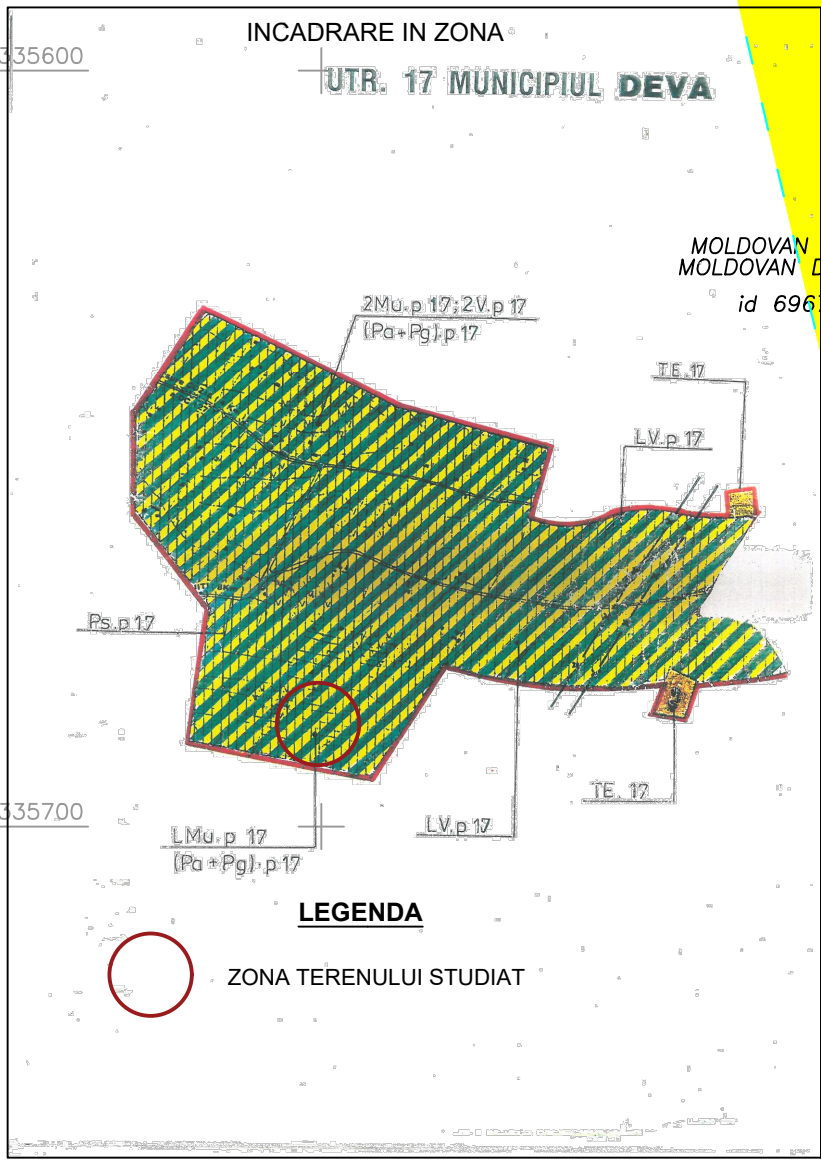 INCADRARE IN ZONA
335600
UTR. 17 MUNICIPIUL DEVA
MOLDOVAN
MOLDOVAN D
id 6967
2Mu.p 17; 2V.p 17
(Pa+Pg).p 17
TE. 17
LV.p 17
Ps.p 17
TE. 17
335700
LMu.p 17
(Pa+Pg).p 17
LV.p 17
LEGENDA
ZONA TERENULUI STUDIAT